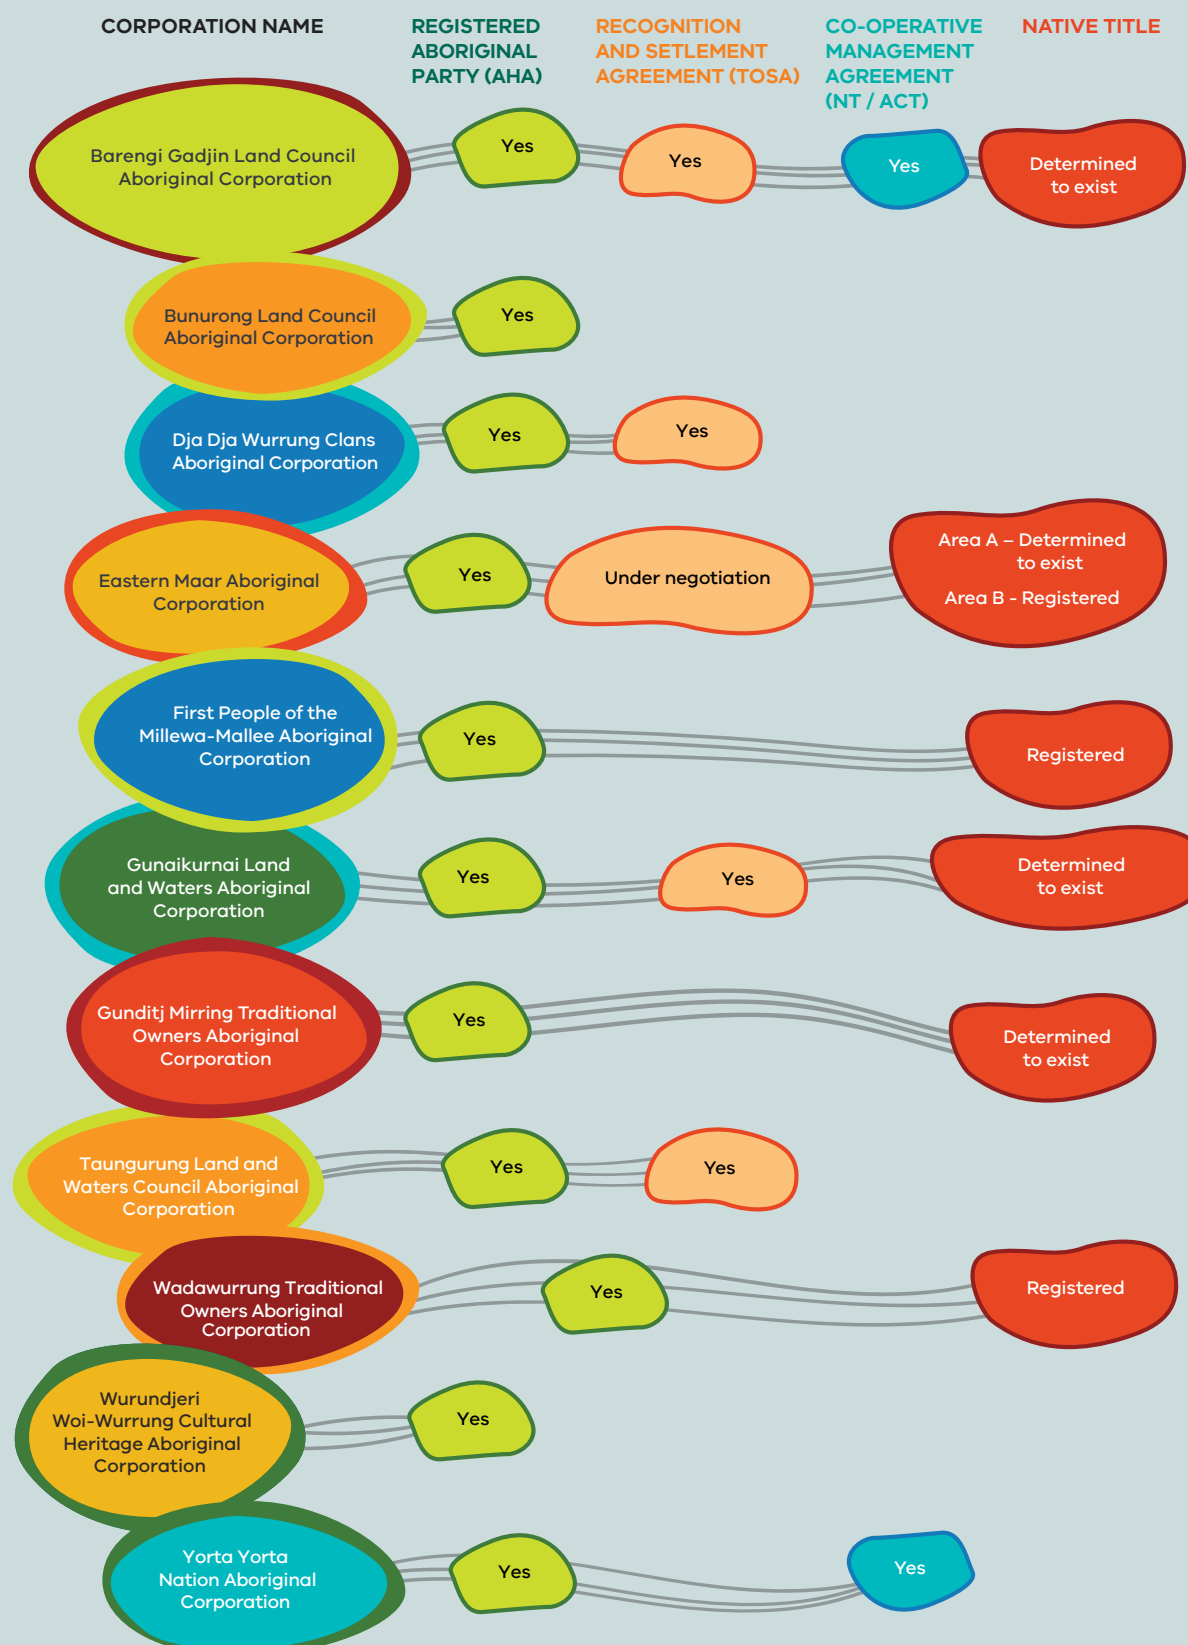 CORPORATION NAME
REGISTERED
ABORIGINAL
PARTY (AHA)
RECOGNITION
AND SETLEMENT
AGREEMENT (TOSA)
CO-OPERATIVE
MANAGEMENT
AGREEMENT
(NT / ACT)
NATIVE TITLE
Barengi Gadjin Land Council
Aboriginal Corporation
Yes
Yes
Yes
Determined
to exist
Bunurong Land Council
Aboriginal Corporation
Yes
Dja Dja Wurrung Clans
Aboriginal Corporation
Yes
Yes
Eastern Maar Aboriginal
Corporation
Yes
Under negotiation
Area A – Determined
to exist
Area B - Registered
First People of the
Millewa-Mallee Aboriginal
Corporation
Yes
Registered
Gunaikurnai Land
and Waters Aboriginal
Corporation
Yes
Yes
Determined
to exist
Gunditj Mirring Traditional
Owners Aboriginal
Corporation
Yes
Determined
to exist
Taungurung Land and
Waters Council Aboriginal
Corporation
Yes
Yes
Wadawurrung Traditional
Owners Aboriginal
Corporation
Yes
Registered
Wurundjeri
Woi-Wurrung Cultural
Heritage Aboriginal
Corporation
Yes
Yorta Yorta
Nation Aboriginal
Corporation
Yes
Yes